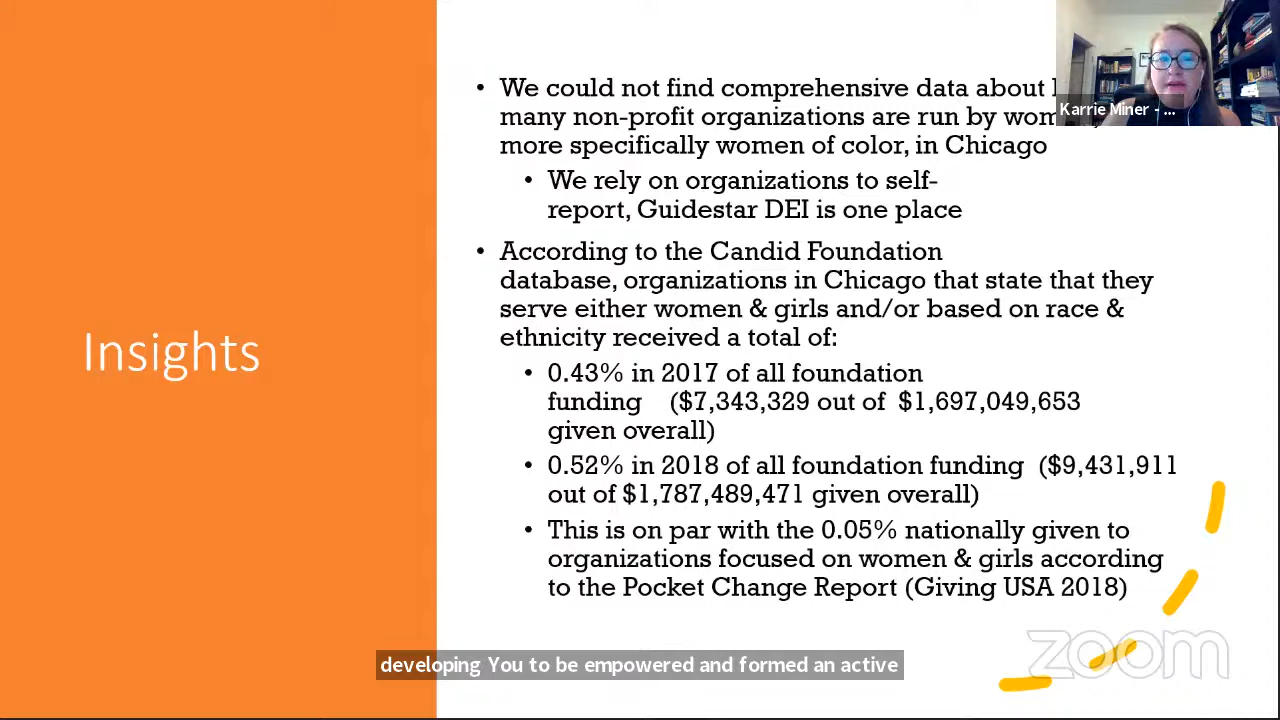 Insights
• We could not find comprehensive data about
many non-profit organizations are run by
more specifically women of color, in Chicago
• We rely on organizations to self-
report, Guidestar DEI is one place
• According to the Candid Foundation
database, organizations in Chicago that state that they
serve either women & girls and/or based on race &
ethnicity received a total of:
• 0.43% in 2017 of all foundation
funding ($7,343,329 out of $1,697,049,653
given overall)
• 0.52% in 2018 of all foundation funding ($9,431,911
out of $1,787,489,471 given overall)
• This is on par with the 0.05% nationally given to
organizations focused on women & girls according
to the Pocket Change Report (Giving USA 2018)
Karrie Miner - ...
developing You to be empowered and formed an active
zoom